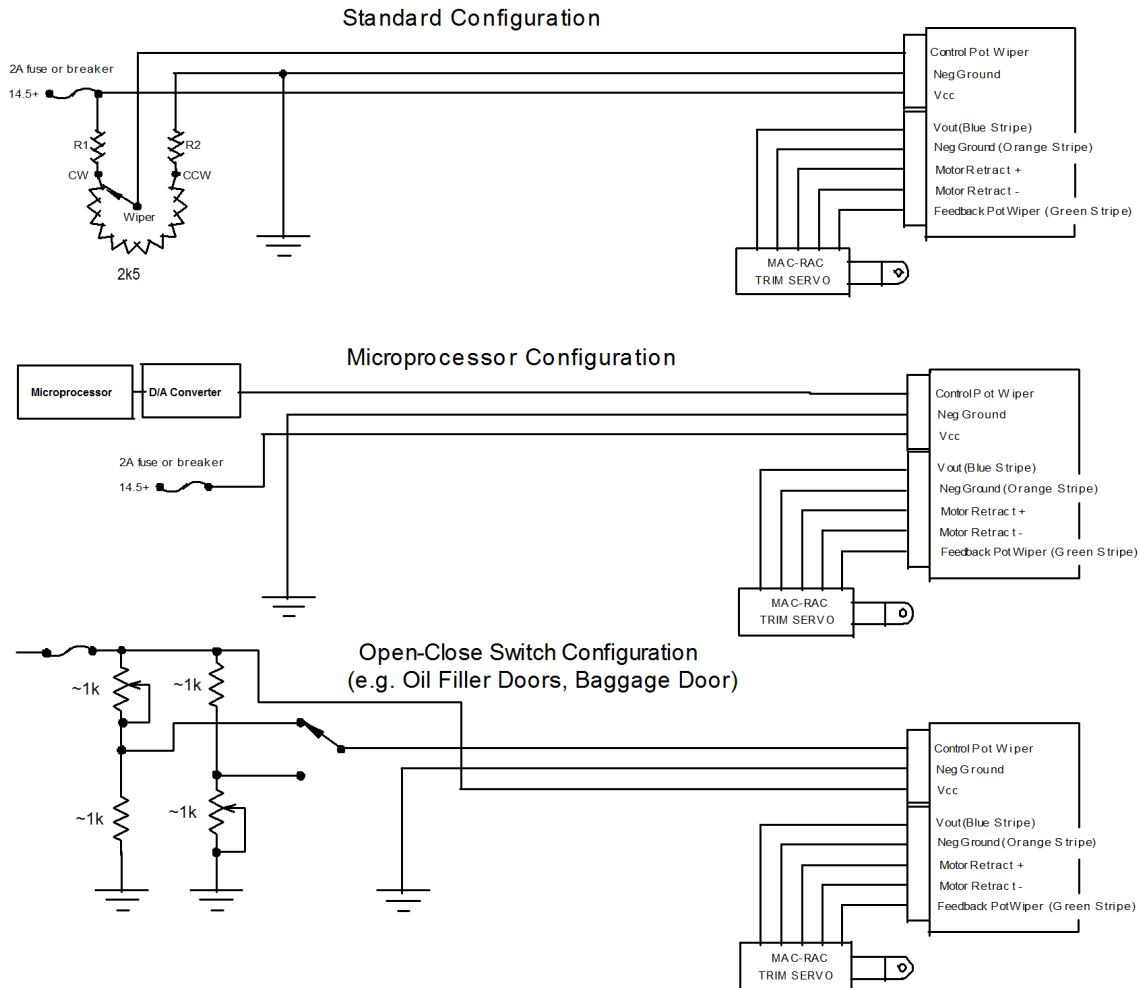 Standard Configuration
2A fuse or breaker
14.5+
R1
R2
CW
CCW
Wiper
2k5
Control Pot Wiper
Neg Ground
Vcc
Vout (Blue Stripe)
Neg Ground (Orange Stripe)
Motor Retract +
Motor Retract -
Feedback Pot Wiper (Green Stripe)
MAC-RAC
TRIM SERVO
Microprocessor Configuration
Microprocessor
D/A Converter
2A fuse or breaker
14.5+
Control Pot Wiper
Neg Ground
Vcc
Vout (Blue Stripe)
Neg Ground (Orange Stripe)
Motor Retract +
Motor Retract -
Feedback Pot Wiper (Green Stripe)
MAC-RAC
TRIM SERVO
Open-Close Switch Configuration
(e.g. Oil Filler Doors, Baggage Door)
~1k
~1k
~1k
~1k
Control Pot Wiper
Neg Ground
Vcc
Vout (Blue Stripe)
Neg Ground (Orange Stripe)
Motor Retract +
Motor Retract -
Feedback Pot Wiper (Green Stripe)
MAC-RAC
TRIM SERVO